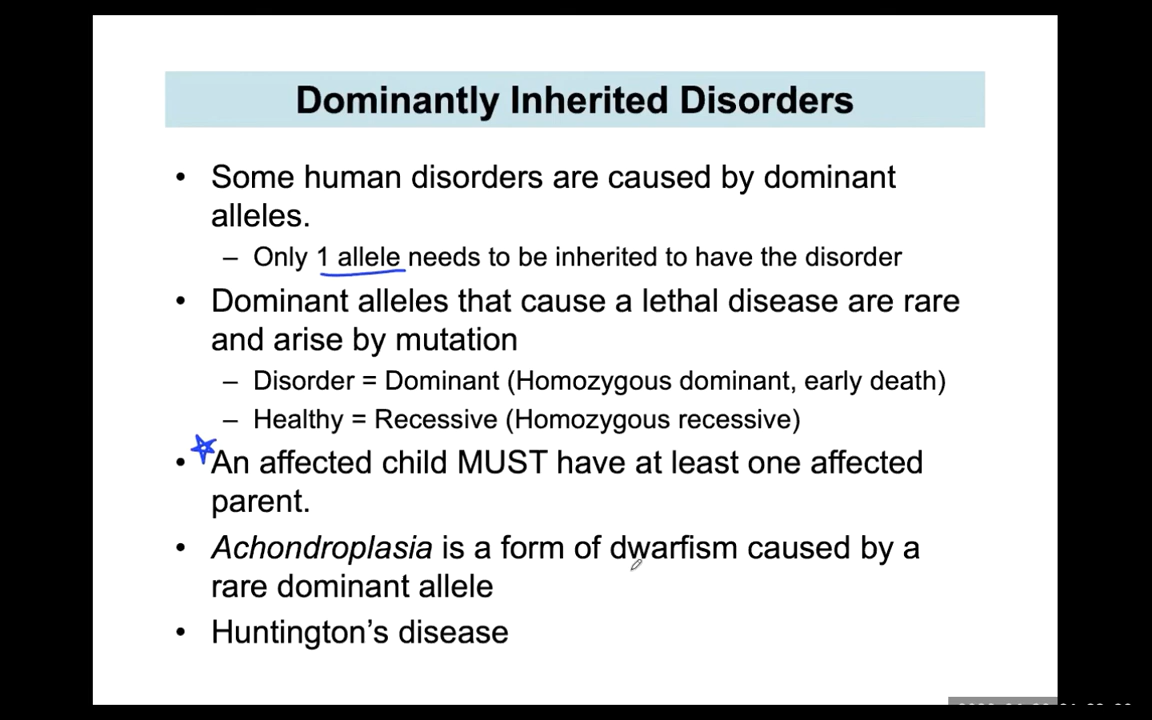 Dominantly Inherited Disorders
• Some human disorders are caused by dominant
alleles.
– Only 1 allele needs to be inherited to have the disorder
• Dominant alleles that cause a lethal disease are rare
and arise by mutation
– Disorder = Dominant (Homozygous dominant, early death)
– Healthy = Recessive (Homozygous recessive)
• An affected child MUST have at least one affected
parent.
• Achondroplasia is a form of dwarfism caused by a
rare dominant allele
• Huntington’s disease